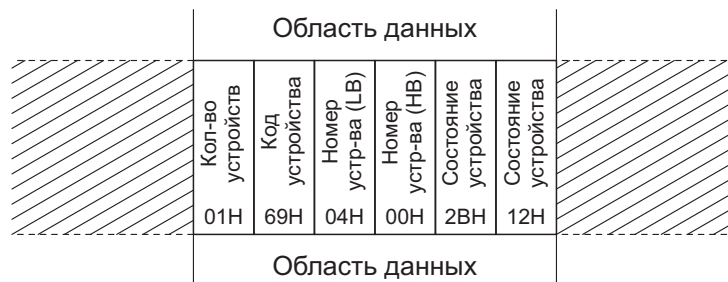 Область данных
Кол-во
устройств
Код
устройства
Номер
устр-ва (LB)
Номер
устр-ва (HB)
Состояние
устройства
Состояние
устройства
01H 69H 04H 00H 2BH 12H
Область данных